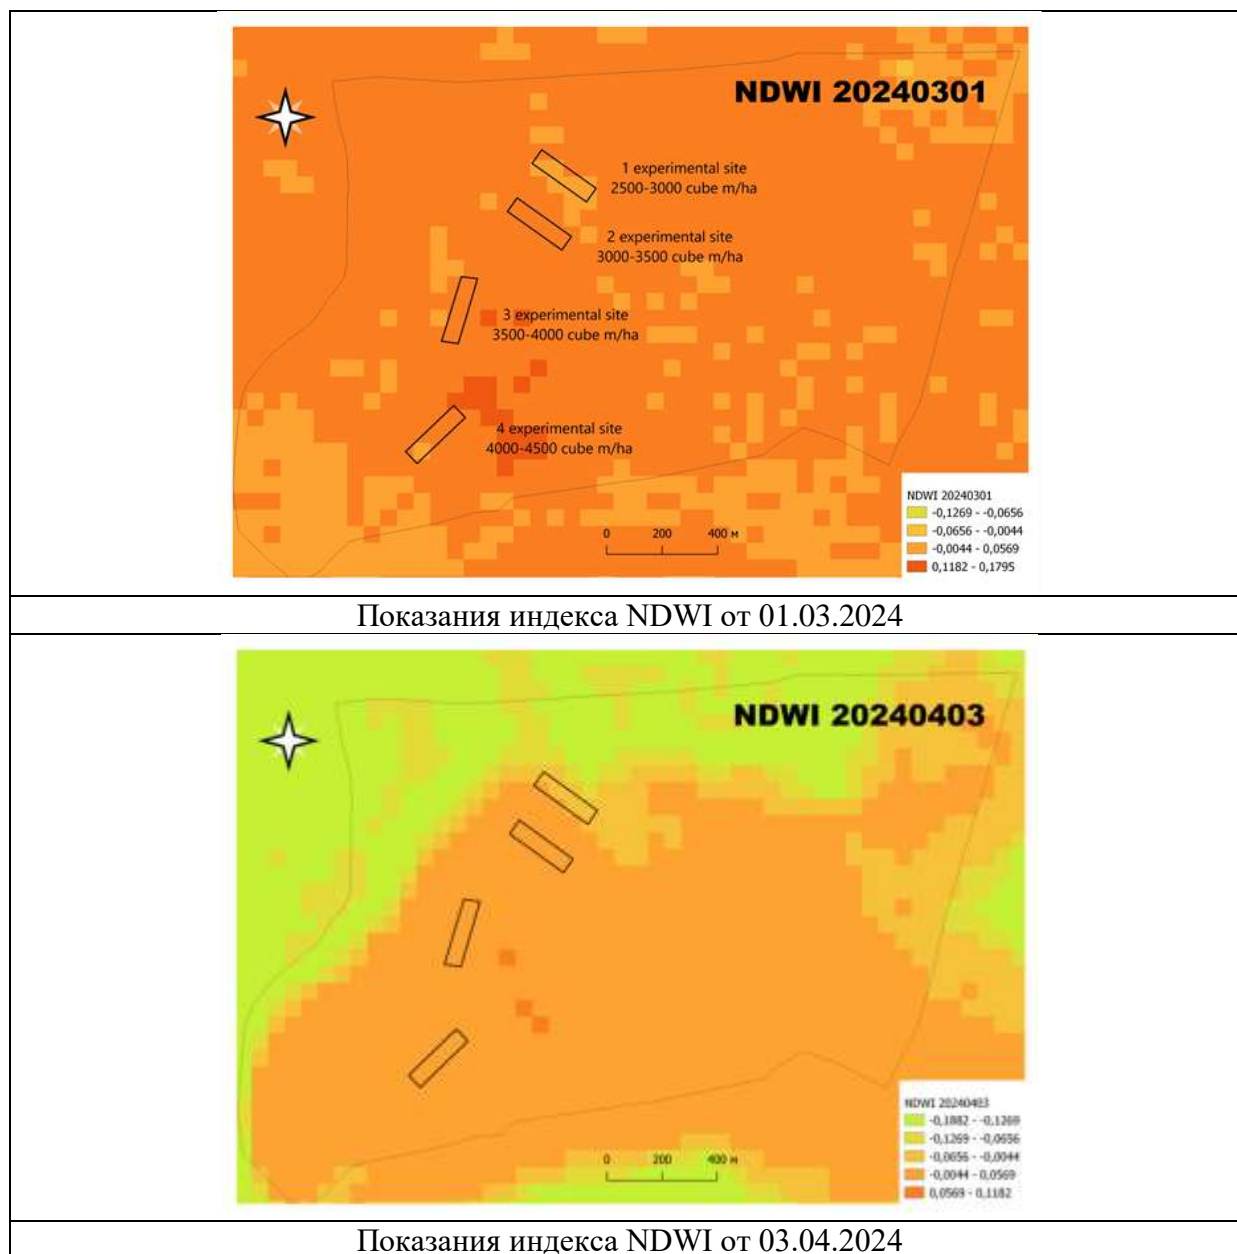 NDWI 20240301
1 experimental site
2500-3000 cube m/ha
2 experimental site
3000-3500 cube m/ha
3 experimental site
3500-4000 cube m/ha
4 experimental site
4000-4500 cube m/ha
NDWI 20240301
-0,1269 - -0,0656
-0,0656 - -0,0044
-0,0044 - 0,0569
0,1182 - 0,1795
0 200 400 м
Показания индекса NDWI от 01.03.2024
NDWI 20240403
NDWI 20240403
-0,1882 - -0,1269
-0,1269 - -0,0656
-0,0656 - -0,0044
-0,0044 - 0,0569
0,0569 - 0,1182
0 200 400 м
Показания индекса NDWI от 03.04.2024